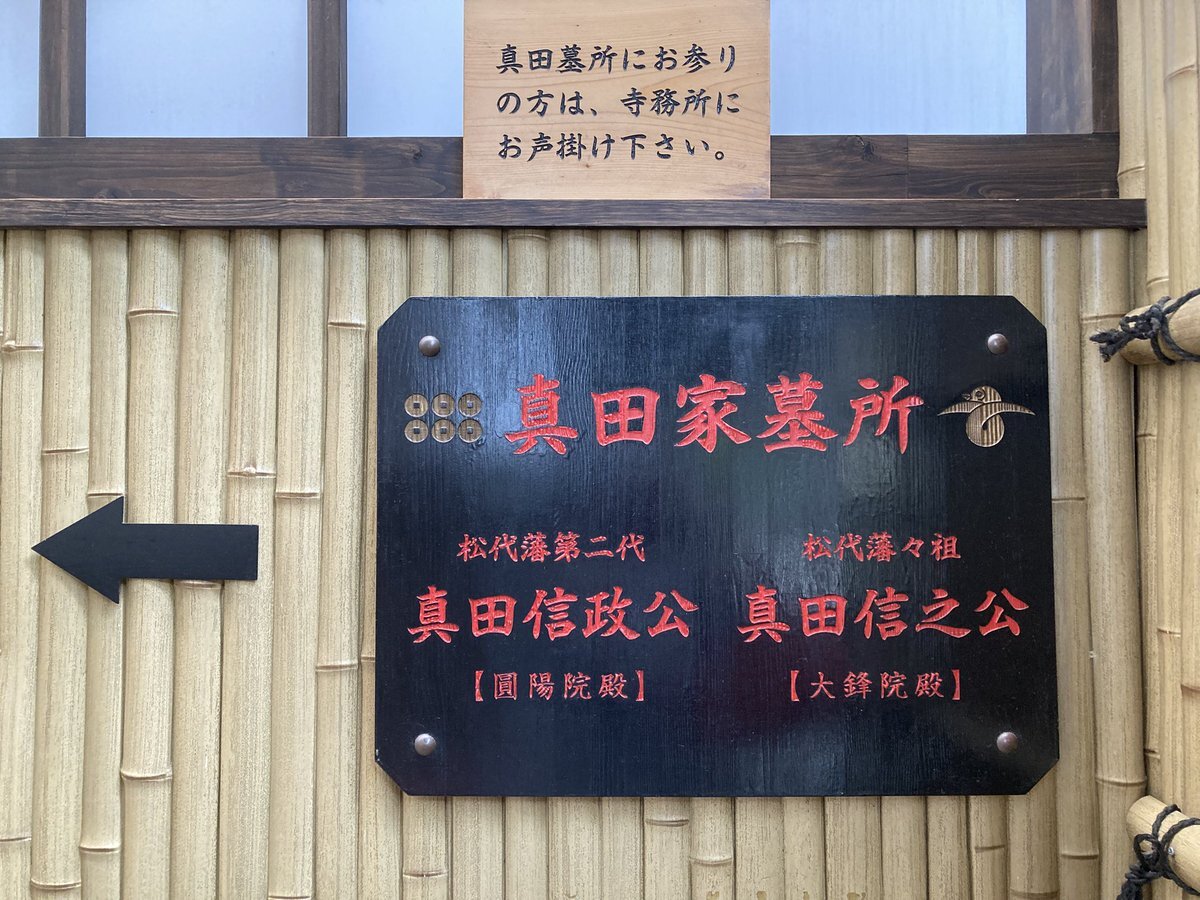 真田墓所にお参り
の方は、寺務所に
お声掛け下さい。
真田家墓所
松代藩々祖
真田信之公
【大鋒院殿】
松代藩第二代
真田信政公
【圓陽院殿】